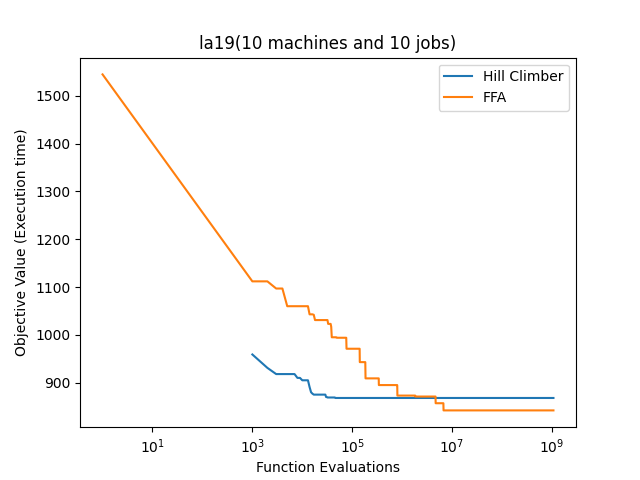 la19(10 machines and 10 jobs)
Hill Climber
FFA
Objective Value (Execution time)
1500
1400
1300
1200
1100
1000
900
10^1 10^3 10^5 10^7 10^9
Function Evaluations